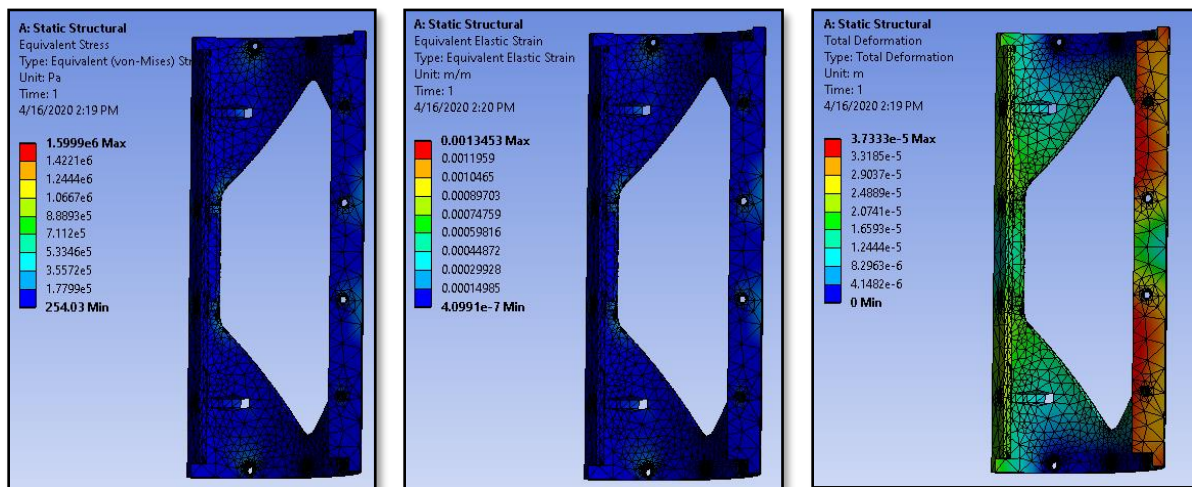 A: Static Structural
Equivalent Stress
Type: Equivalent (von-Mises) Str
Unit: Pa
Time: 1
4/16/2020 2:19 PM
1.5999e6 Max
1.4221e6
1.2444e6
1.0667e6
8.8893e5
7.112e5
5.3346e5
3.5572e5
1.7799e5
254.03 Min
A: Static Structural
Equivalent Elastic Strain
Type: Equivalent Elastic Strain
Unit: m/m
Time: 1
4/16/2020 2:20 PM
0.0013453 Max
0.0011959
0.0010465
0.00089703
0.00074759
0.00059816
0.00044872
0.00029928
0.00014985
4.0991e-7 Min
A: Static Structural
Total Deformation
Type: Total Deformation
Unit: m
Time: 1
4/16/2020 2:19 PM
3.7333e-5 Max
3.3185e-5
2.9037e-5
2.4889e-5
2.0741e-5
1.6593e-5
1.2444e-5
8.2963e-6
4.1482e-6
0 Min